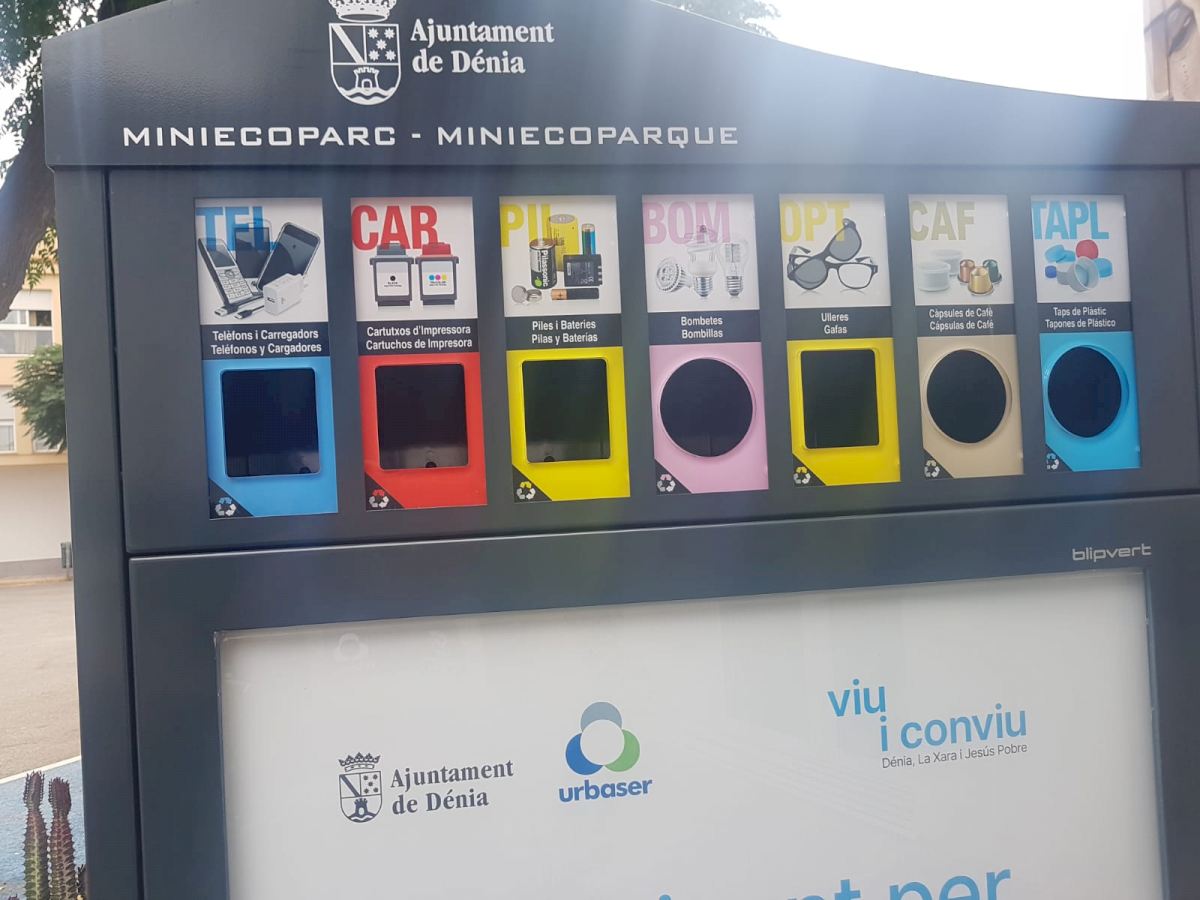 Ajuntament
de Dénia
MINIECOPARC - MINIECOPARQUE
TEL
Telèfons i Carregadors
Teléfonos y Cargadores
CAR
Cartutxos d'Impressora
Cartuchos de Impresora
PIL
Panasonic
Piles i Bateries
Pilas y Baterías
BOM
Bombetes
Bombillas
OPT
Ulleres
Gafas
CAF
Càpsules de Cafè
Cápsulas de Café
TAPL
Taps de Plàstic
Tapones de Plástico
blipvert
Ajuntament
de Dénia
urbaser
viu
i conviu
Dénia, La Xara i Jesús Pobre
per